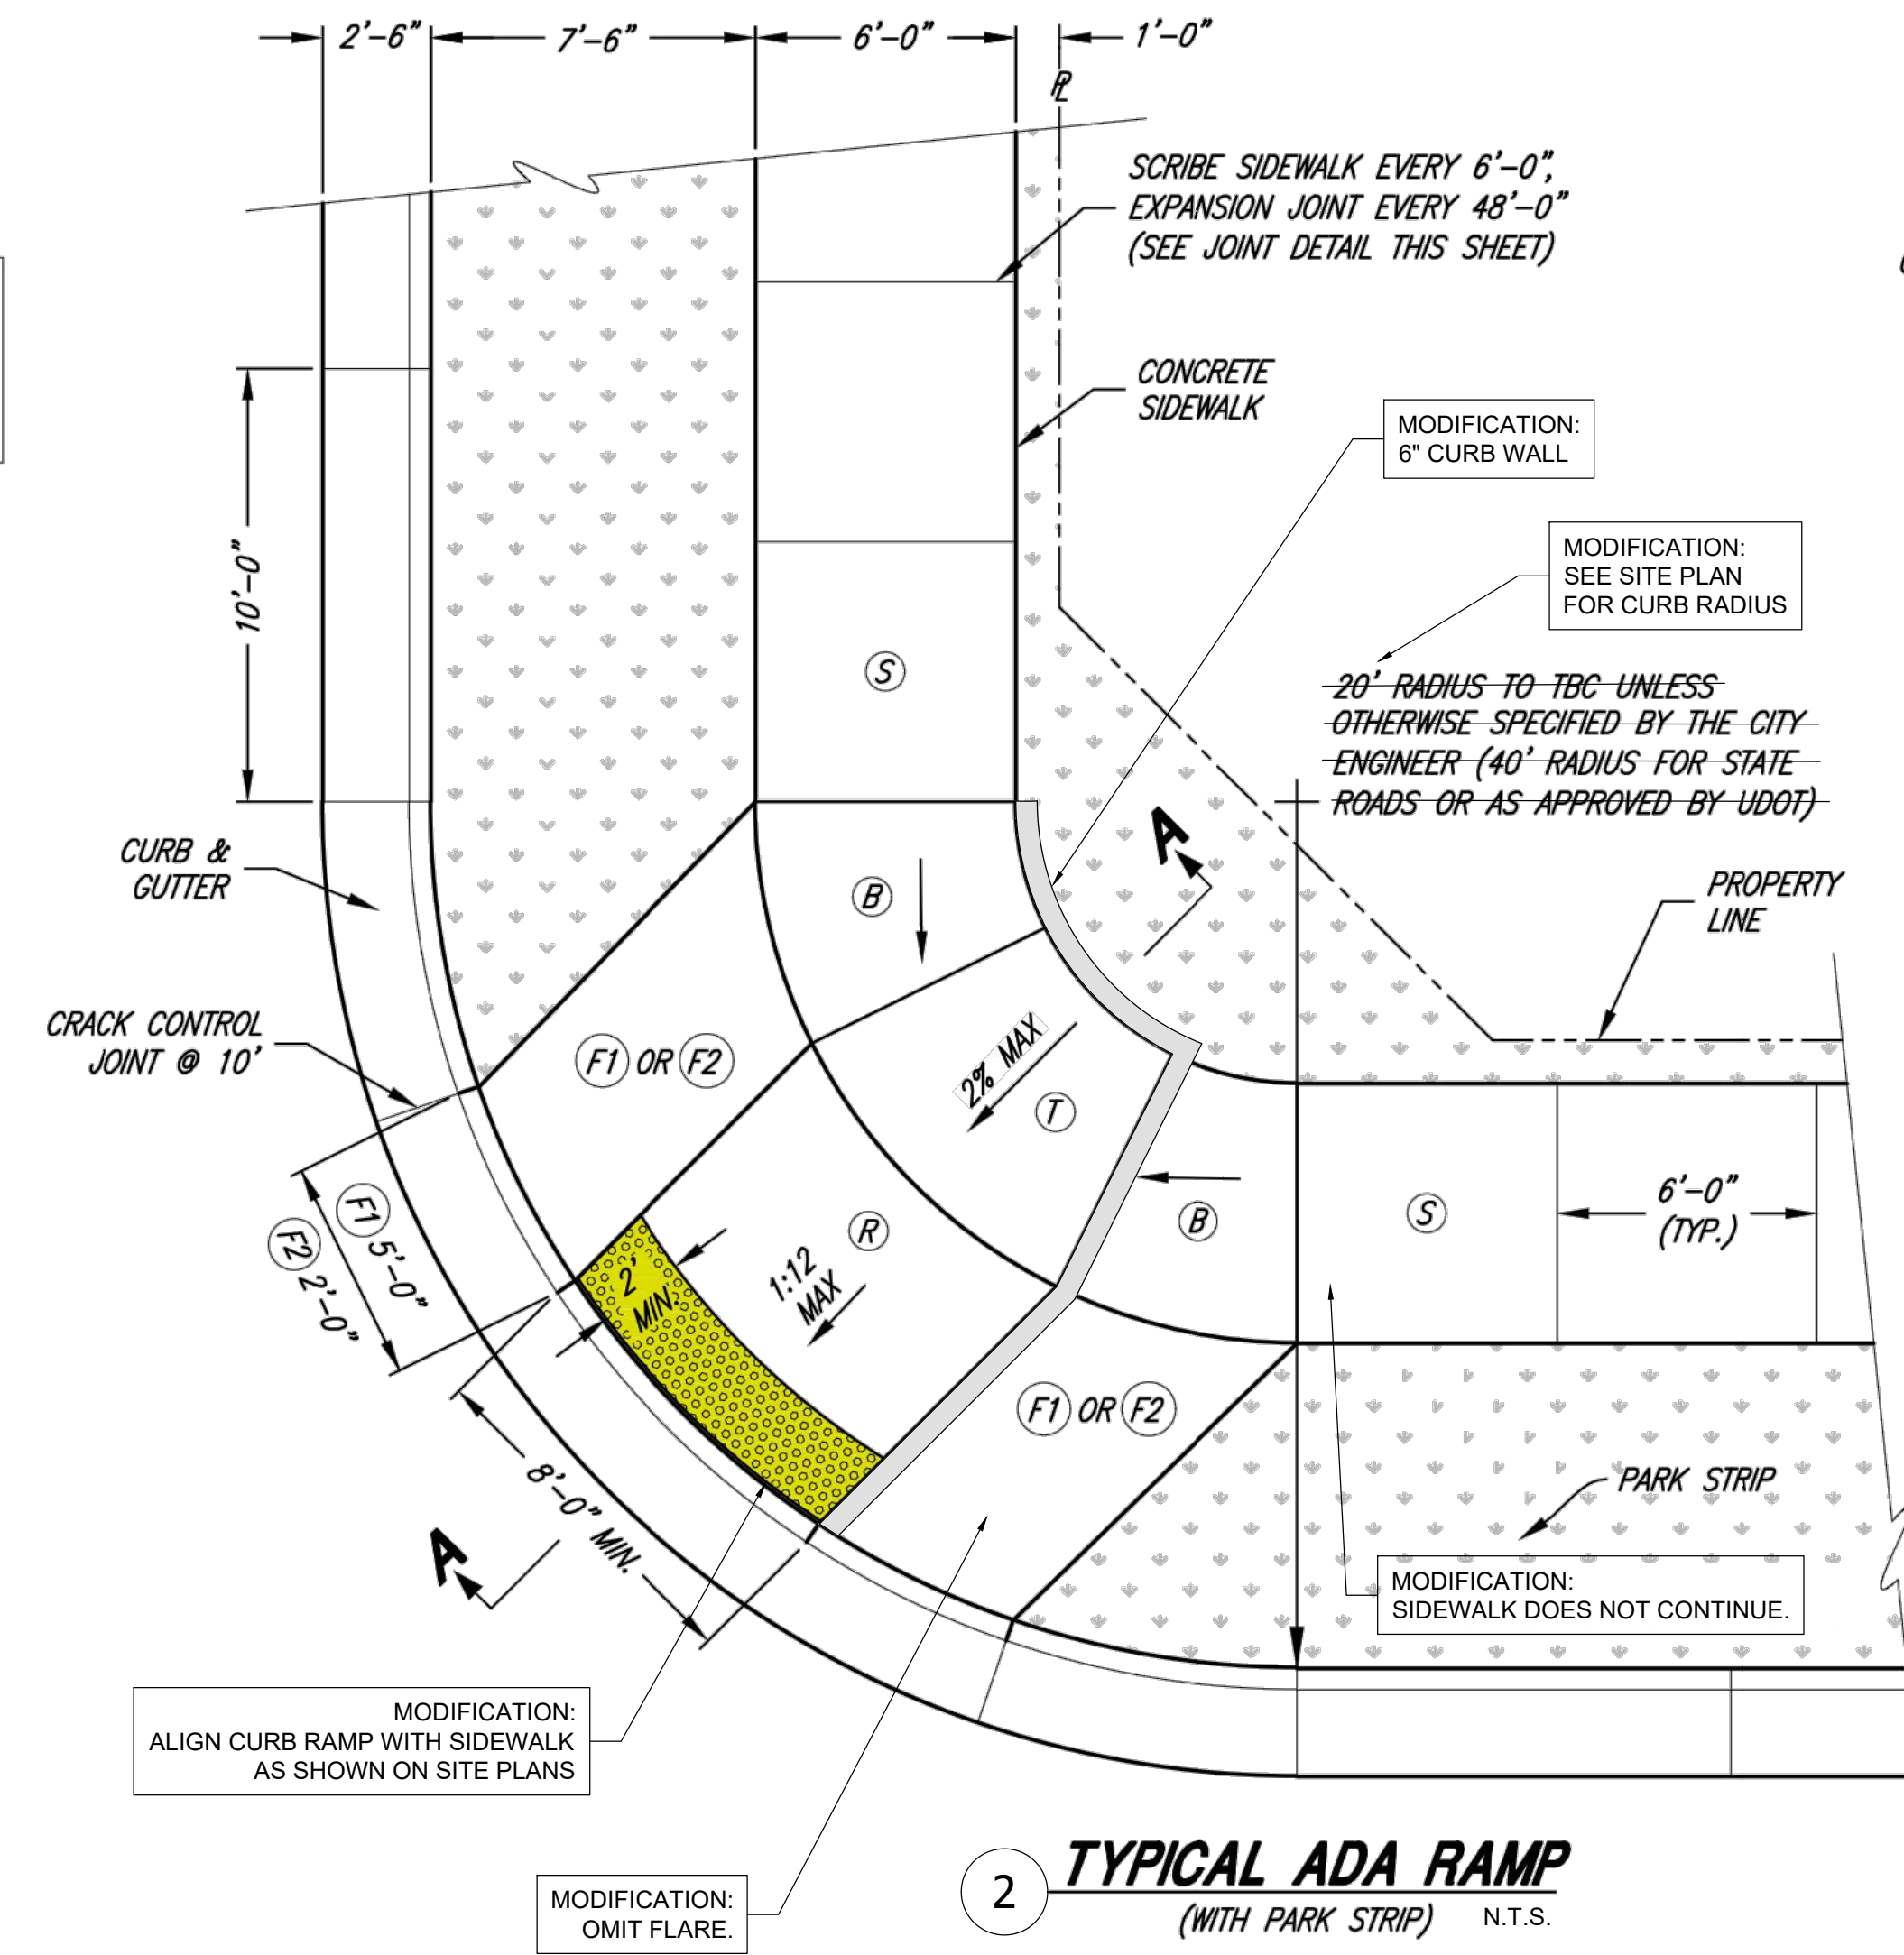 2'-6"
7'-6"
6'-0"
1'-0"
PL
SCRIBE SIDEWALK EVERY 6'-0",
EXPANSION JOINT EVERY 48'-0"
(SEE JOINT DETAIL THIS SHEET)
CONCRETE
SIDEWALK
MODIFICATION:
6" CURB WALL
MODIFICATION:
SEE SITE PLAN
FOR CURB RADIUS
10'-0"
S
20' RADIUS TO TBC UNLESS
OTHERWISE SPECIFIED BY THE CITY
ENGINEER (40' RADIUS FOR STATE
ROADS OR AS APPROVED BY UDOT)
A
CURB &
GUTTER
B
PROPERTY
LINE
CRACK CONTROL
JOINT @ 10'
F1 OR F2
2% MAX
T
F1 5'-0"
F2 2'-0"
R
1:12
MAX
2'
MIN.
B
S
6'-0"
(TYP.)
F1 OR F2
8'-0" MIN.
A
PARK STRIP
MODIFICATION:
SIDEWALK DOES NOT CONTINUE.
MODIFICATION:
ALIGN CURB RAMP WITH SIDEWALK
AS SHOWN ON SITE PLANS
MODIFICATION:
OMIT FLARE.
2
TYPICAL ADA RAMP
(WITH PARK STRIP) N.T.S.